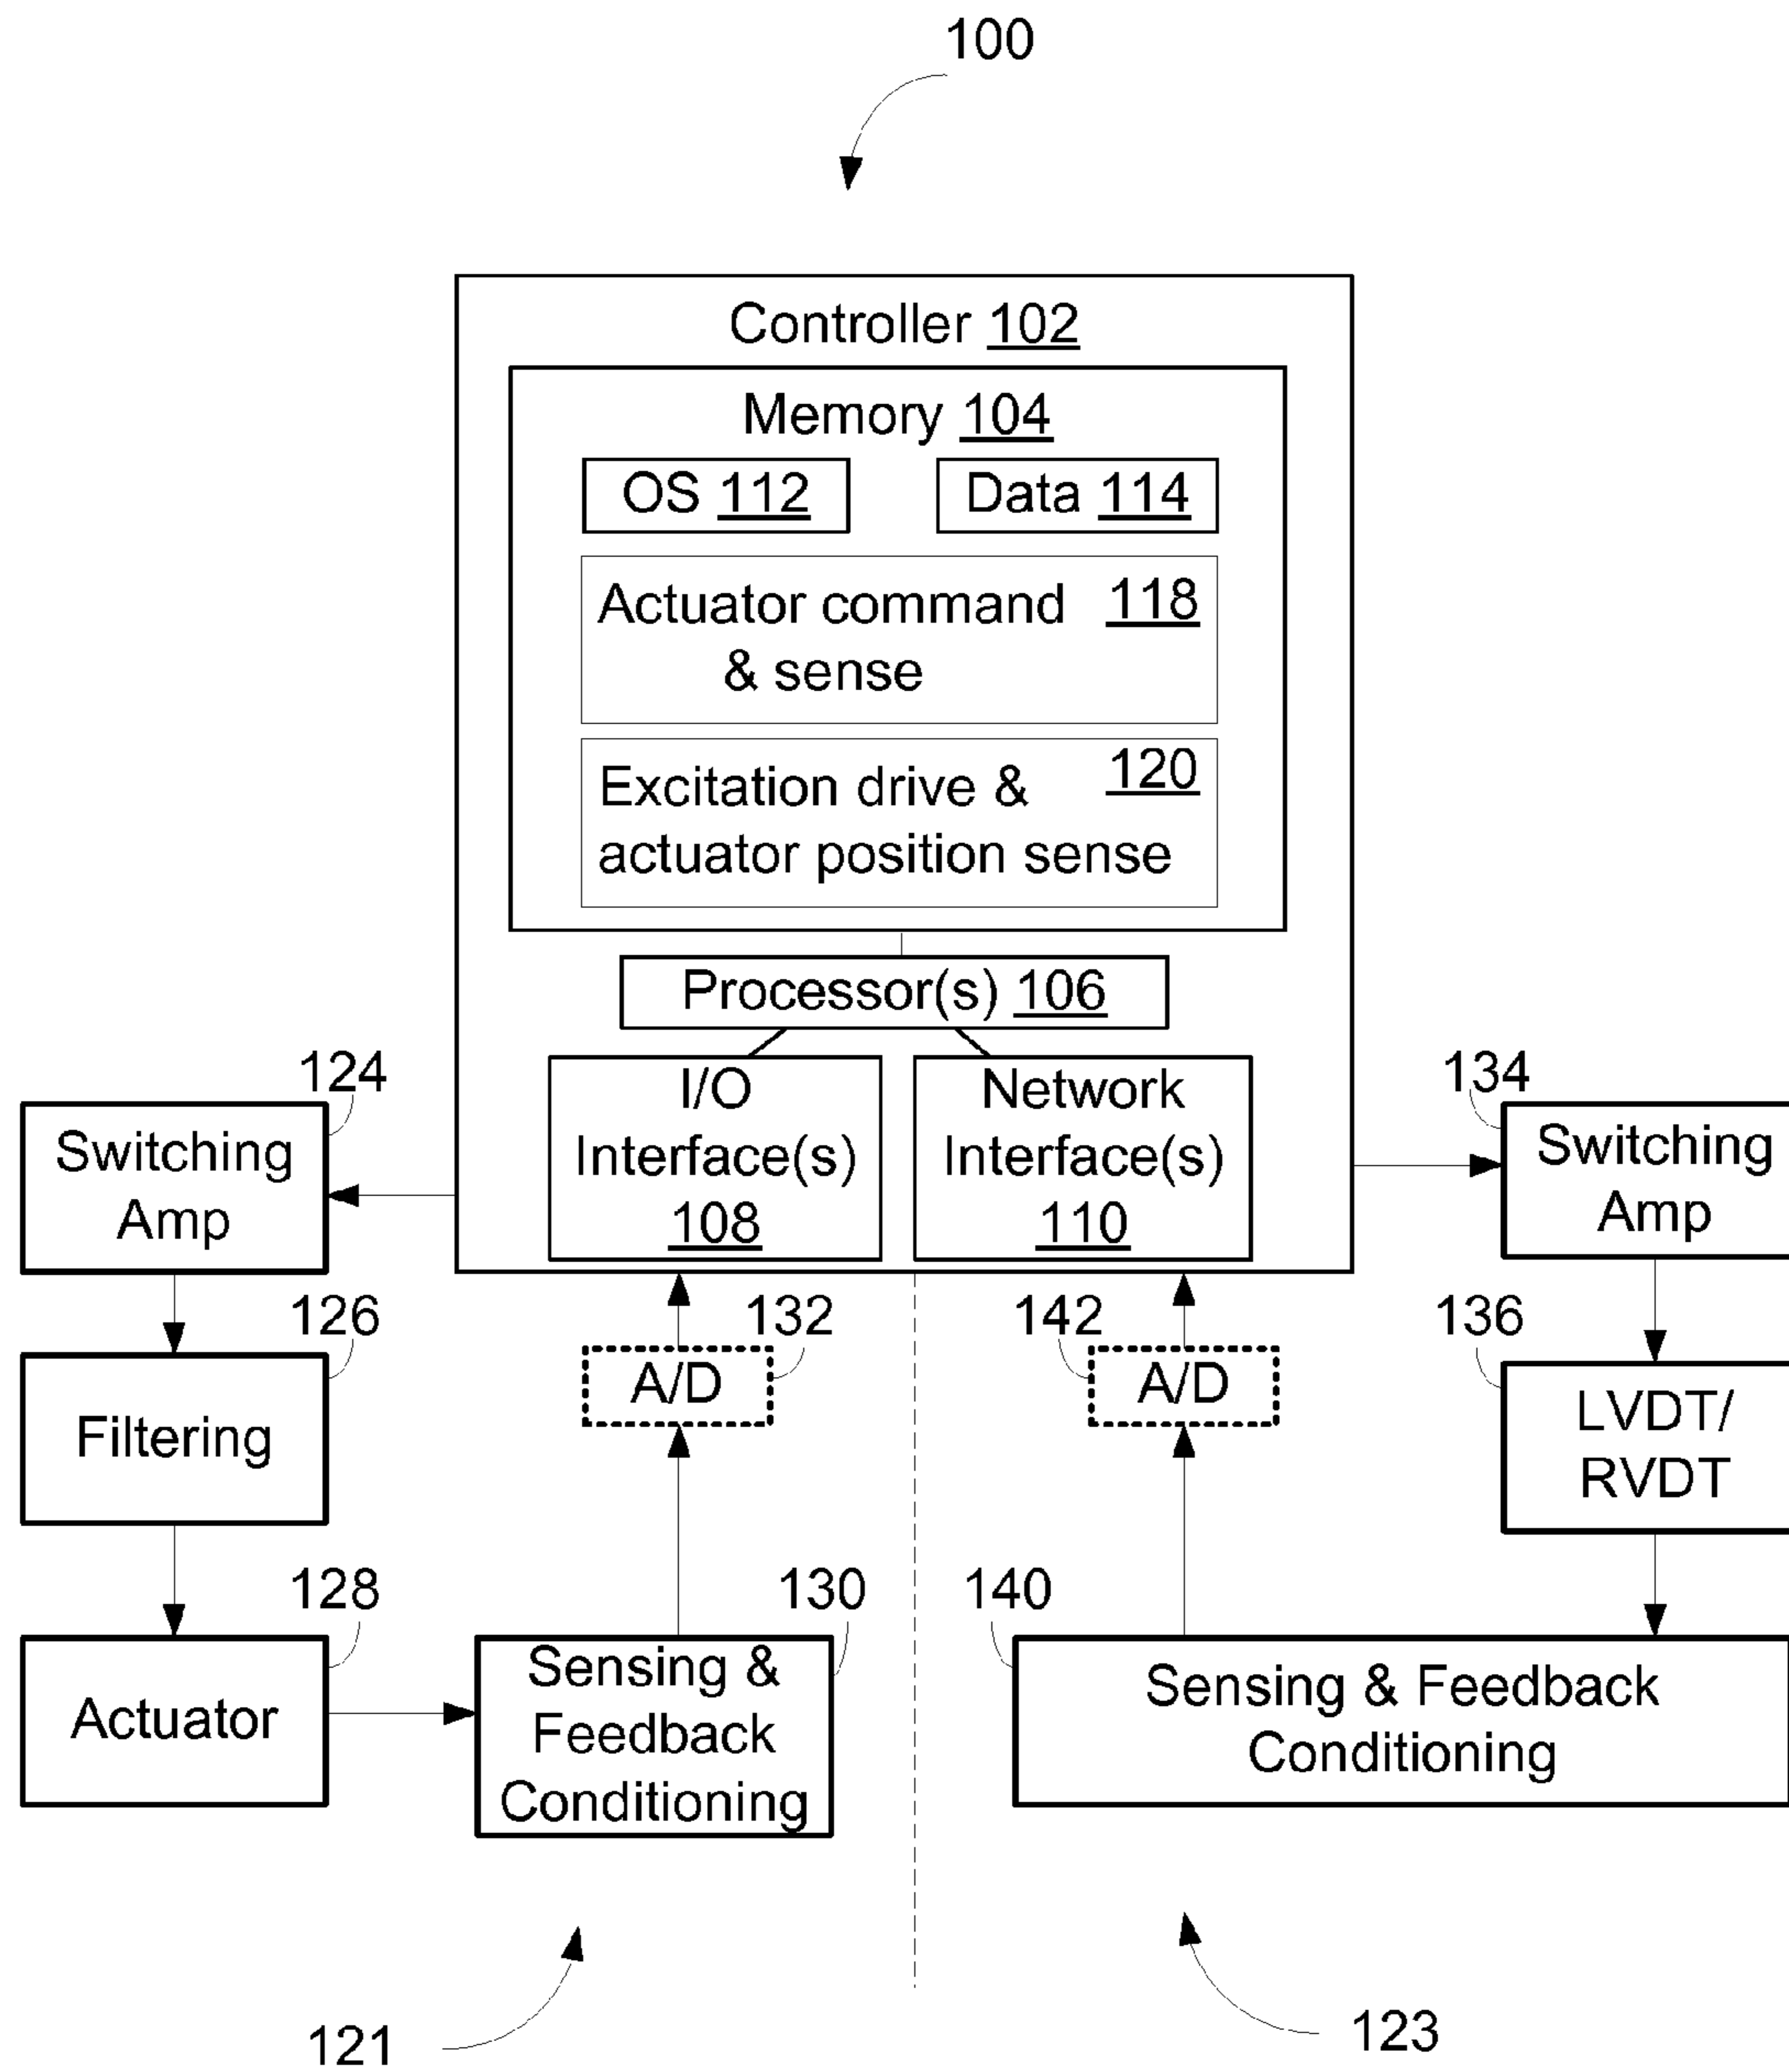 100
Controller 102
Memory 104
OS 112
Data 114
Actuator command 118
& sense
Excitation drive & 120
actuator position sense
Processor(s) 106
I/O
Interface(s)
108
Network
Interface(s)
110
124
Switching
Amp
126
Filtering
128
Actuator
130
Sensing &
Feedback
Conditioning
132
A/D
134
Switching
Amp
136
LVDT/
RVDT
140
Sensing & Feedback
Conditioning
142
A/D
121
123